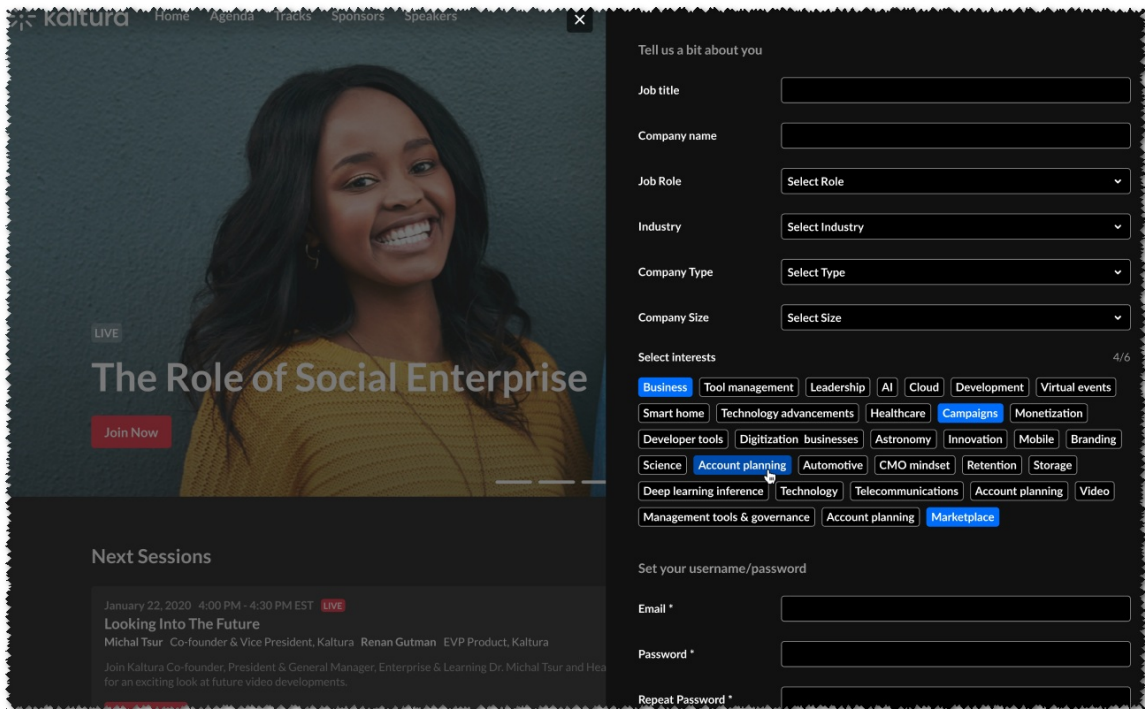 kaltura Home Agenda Tracks Sponsors Speakers
LIVE
The Role of Social Enterprise
Join Now
Next Sessions
January 22, 2020 4:00 PM - 4:30 PM EST LIVE
Looking Into The Future
Michal Tsur Co-founder & Vice President, Kaltura Renan Gutman EVP Product, Kaltura
Join Kaltura Co-founder, President & General Manager, Enterprise & Learning Dr. Michal Tsur and Hea
for an exciting look at future video developments.
Tell us a bit about you
Job title
Company name
Job Role Select Role
Industry Select Industry
Company Type Select Type
Company Size Select Size
Select interests 4/6
Business Tool management Leadership AI Cloud Development Virtual events
Smart home Technology advancements Healthcare Campaigns Monetization
Developer tools Digitization businesses Astronomy Innovation Mobile Branding
Science Account planning Automotive CMO mindset Retention Storage
Deep learning inference Technology Telecommunications Account planning Video
Management tools & governance Account planning Marketplace
Set your username/password
Email *
Password *
Repeat Password *